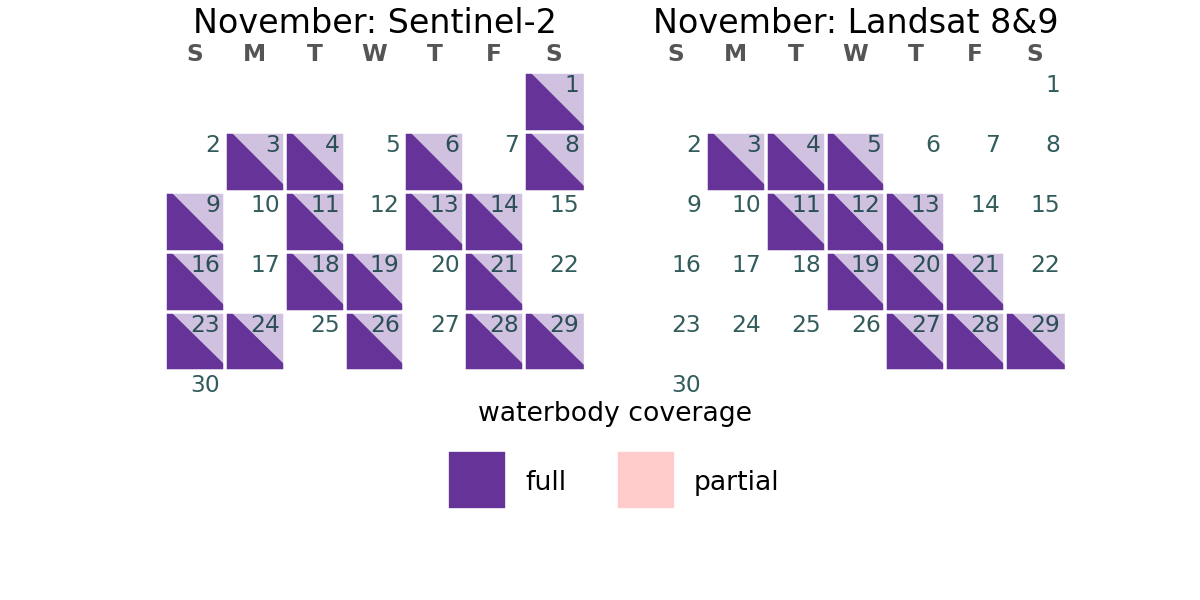 November: Sentinel-2
S M T W T F S
1
2 3 4 5 6 7 8
9 10 11 12 13 14 15
16 17 18 19 20 21 22
23 24 25 26 27 28 29
30
November: Landsat 8&9
S M T W T F S
1
2 3 4 5 6 7 8
9 10 11 12 13 14 15
16 17 18 19 20 21 22
23 24 25 26 27 28 29
30
waterbody coverage
full partial